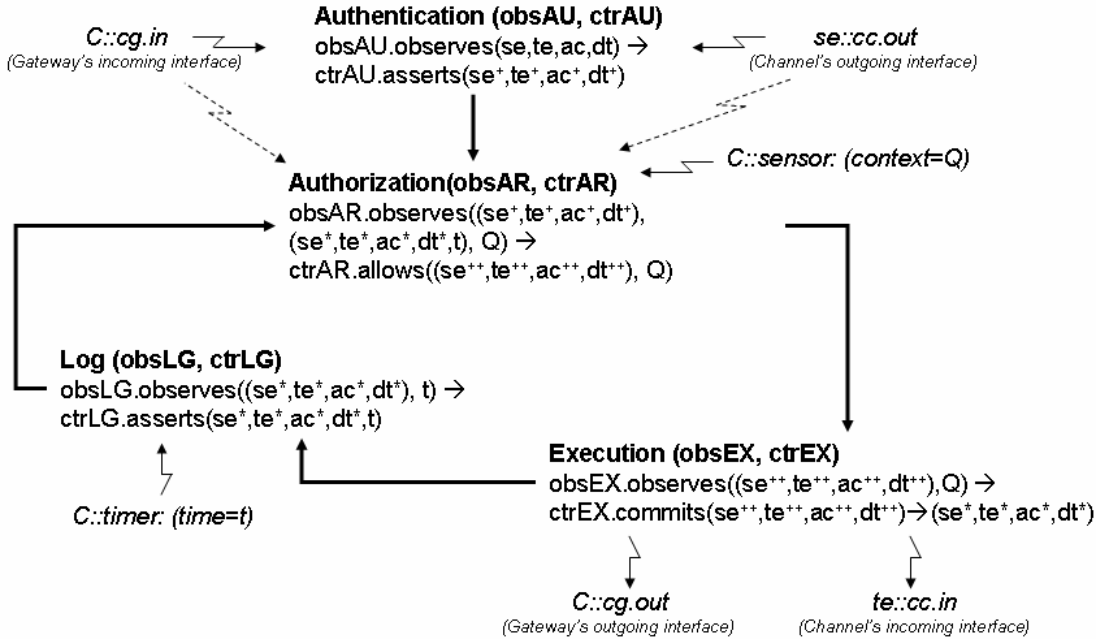 Authentication (obsAU, ctrAU)
C::cg.in
(Gateway's incoming interface)
obsAU.observes(se,te,ac,dt) →
ctrAU.asserts(se⁺,te⁺,ac⁺,dt⁺)
se::cc.out
(Channel's outgoing interface)
C::sensor: (context=Q)
Authorization(obsAR, ctrAR)
obsAR.observes((se⁺,te⁺,ac⁺,dt⁺),
(se*,te*,ac*,dt*,t), Q) →
ctrAR.allows((se⁺⁺,te⁺⁺,ac⁺⁺,dt⁺⁺), Q)
Log (obsLG, ctrLG)
obsLG.observes((se*,te*,ac*,dt*), t) →
ctrLG.asserts(se*,te*,ac*,dt*,t)
C::timer: (time=t)
Execution (obsEX, ctrEX)
obsEX.observes((se⁺⁺,te⁺⁺,ac⁺⁺,dt⁺⁺),Q) →
ctrEX.commits(se⁺⁺,te⁺⁺,ac⁺⁺,dt⁺⁺)→(se*,te*,ac*,dt*)
C::cg.out
(Gateway's outgoing interface)
te::cc.in
(Channel's incoming interface)